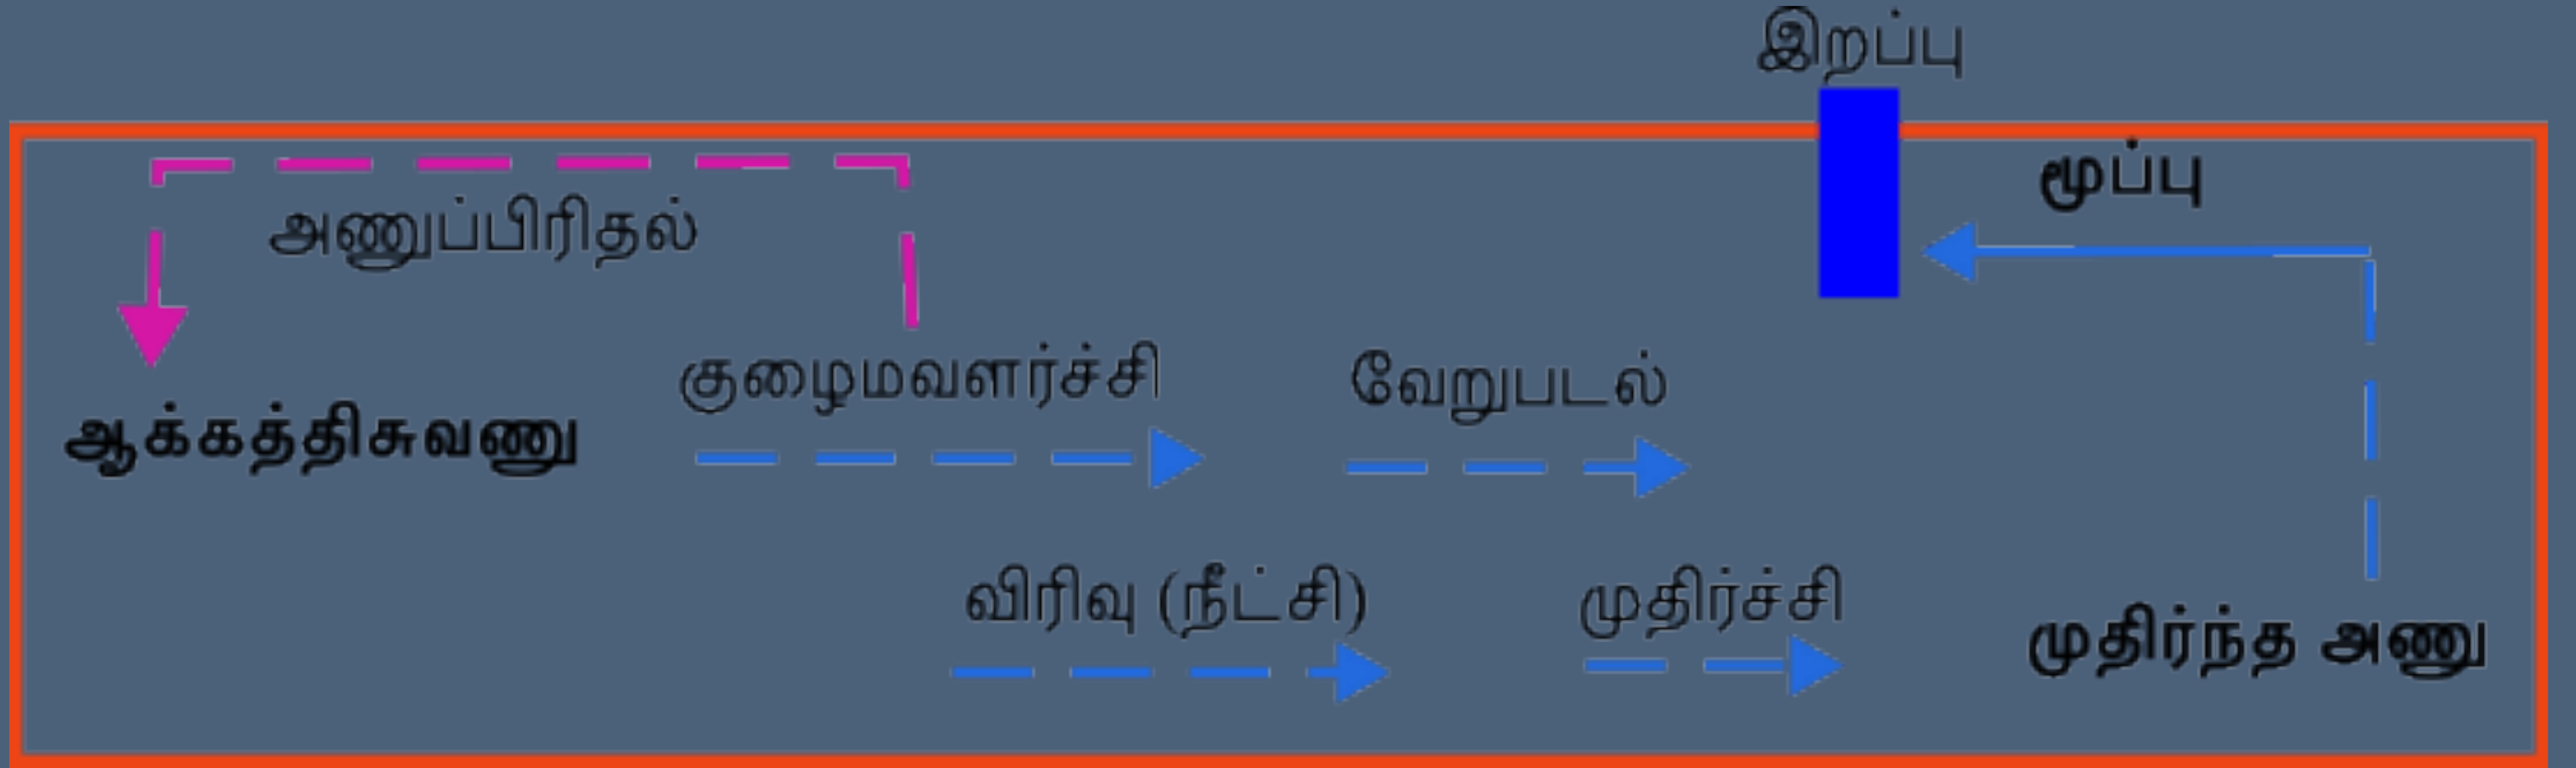 இறப்பு
மூப்பு
அணுப்பிரிதல்
குழைமவளர்ச்சி
வேறுபடல்
ஆக்கத்திசுவணு
விரிவு (நீட்சி)
முதிர்ச்சி
முதிர்ந்த அணு